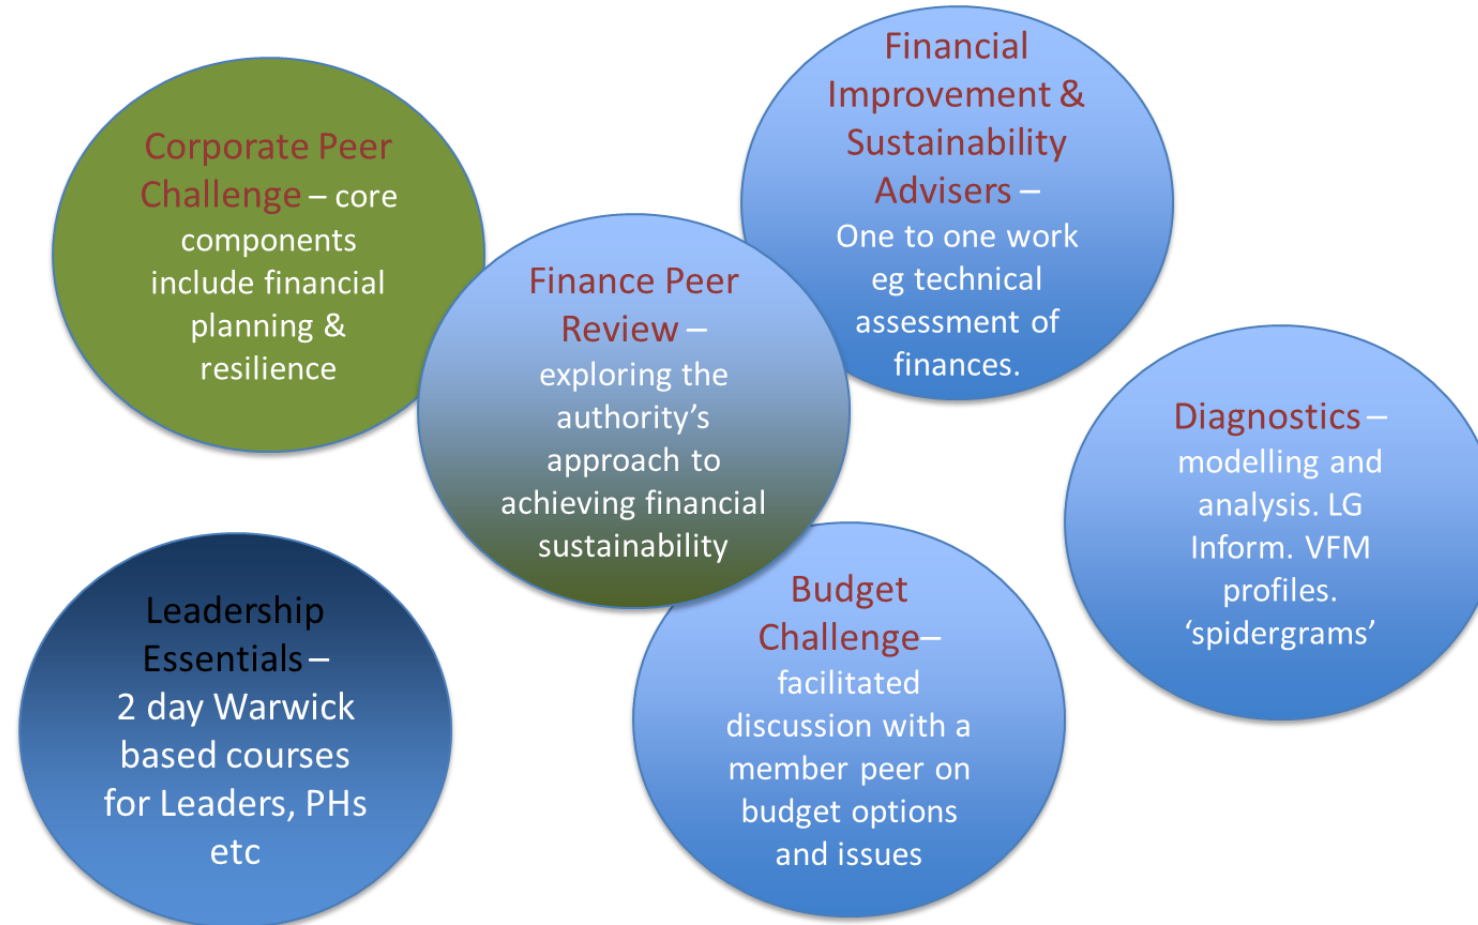 Corporate Peer
Challenge – core
components
include financial
planning &
resilience
Financial
Improvement &
Sustainability
Advisers –
One to one work
eg technical
assessment of
finances.
Finance Peer
Review –
exploring the
authority’s
approach to
achieving financial
sustainability
Diagnostics –
modelling and
analysis. LG
Inform. VFM
profiles.
‘spidergrams’
Leadership
Essentials –
2 day Warwick
based courses
for Leaders, PHs
etc
Budget
Challenge–
facilitated
discussion with a
member peer on
budget options
and issues